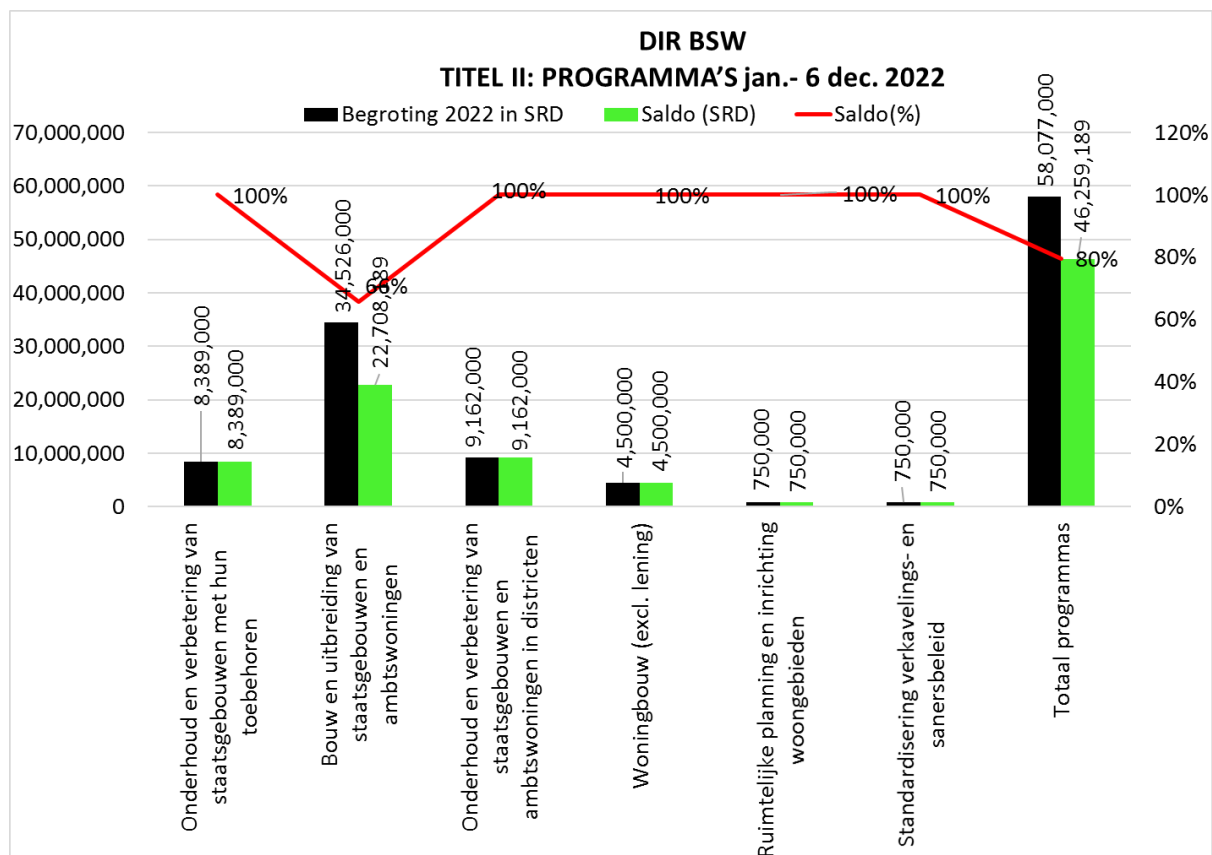 DIR BSW
TITEL II: PROGRAMMA'S jan.- 6 dec. 2022
Begroting 2022 in SRD
Saldo (SRD)
Saldo(%)
70,000,000
60,000,000
50,000,000
40,000,000
30,000,000
20,000,000
10,000,000
0
8,389,000
8,389,000
34,526,000
22,708,189
9,162,000
9,162,000
4,500,000
4,500,000
750,000
750,000
750,000
750,000
58,077,000
46,259,189
100%
66%
100%
100%
100%
100%
80%
120%
100%
80%
60%
40%
20%
0%
Onderhoud en verbetering van
staatsgebouwen met hun
toebehoren
Bouw en uitbreiding van
staatsgebouwen en
ambtswoningen
Onderhoud en verbetering van
staatsgebouwen en
ambtswoningen in districten
Woningbouw (excl. lening)
Ruimtelijke planning en inrichting
woongebieden
Standardisering verkavelings- en
sanersbeleid
Totaal programmas